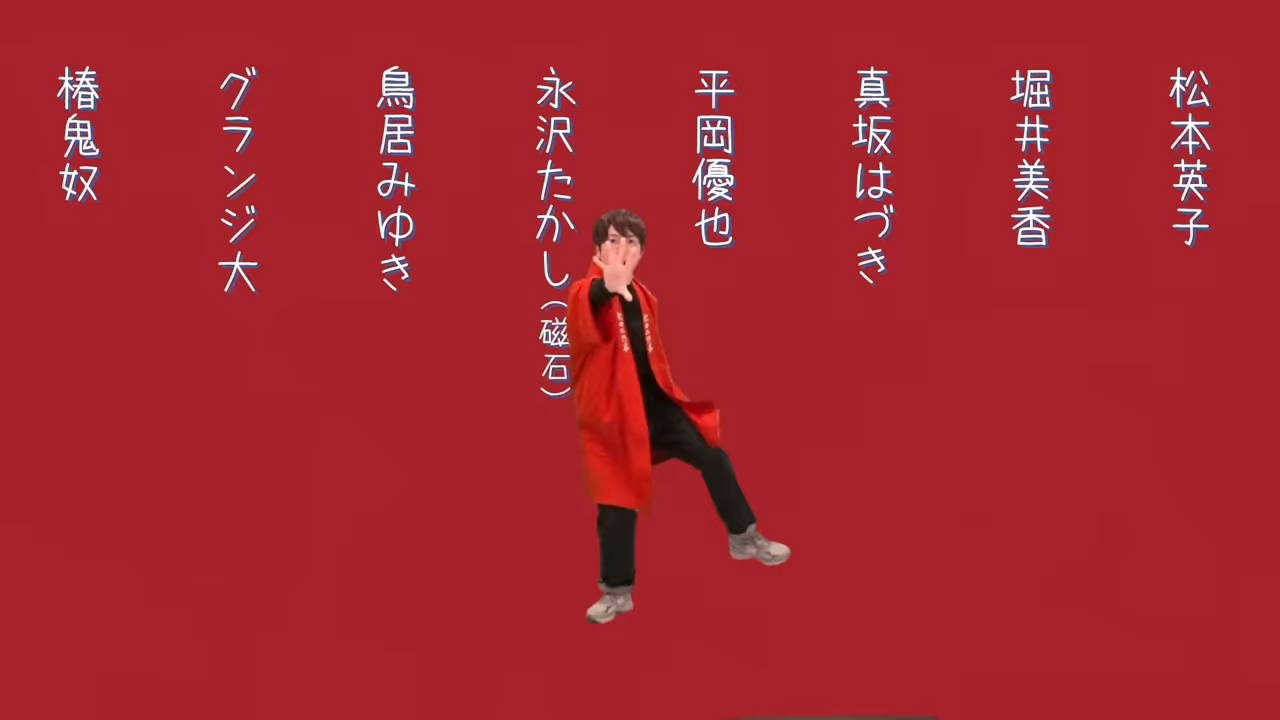 松本英子
堀井美香
真坂はづき
平岡優也
永沢たかし(磁石)
鳥居みゆき
グランジ大
椿鬼奴